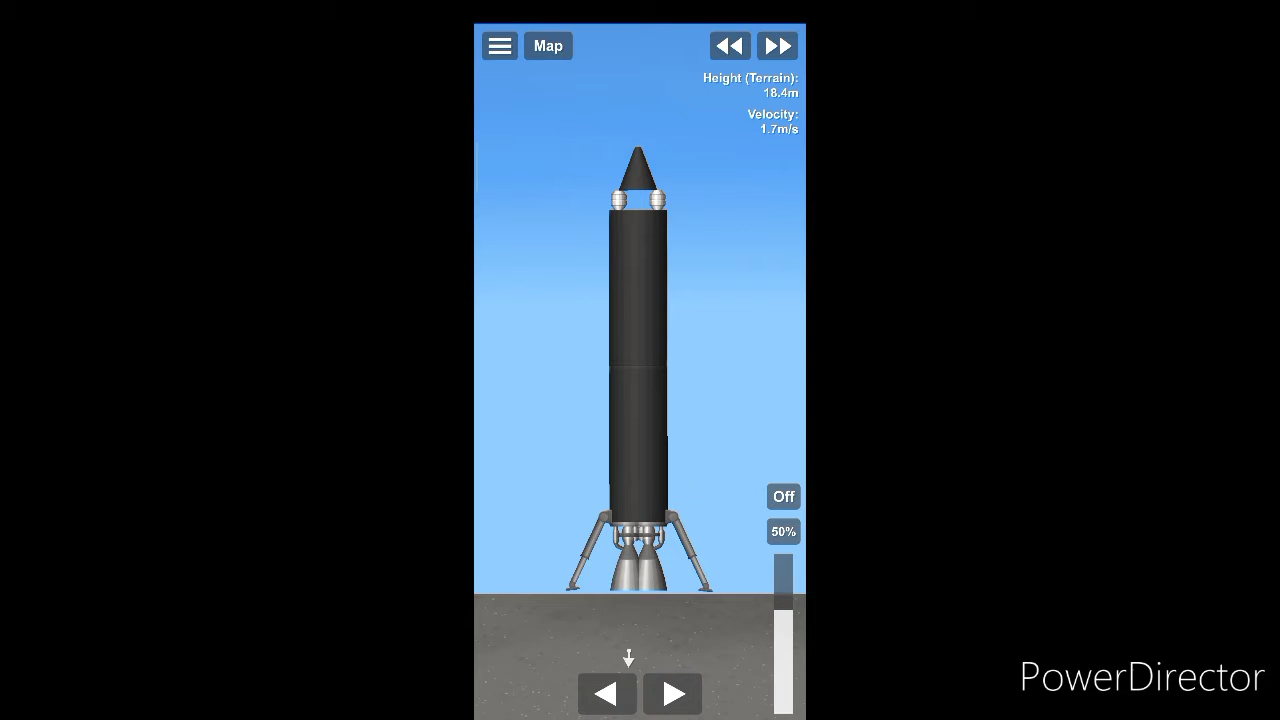 Map
Height (Terrain):
18.4m
Velocity:
1.7m/s
Off
50%
PowerDirector